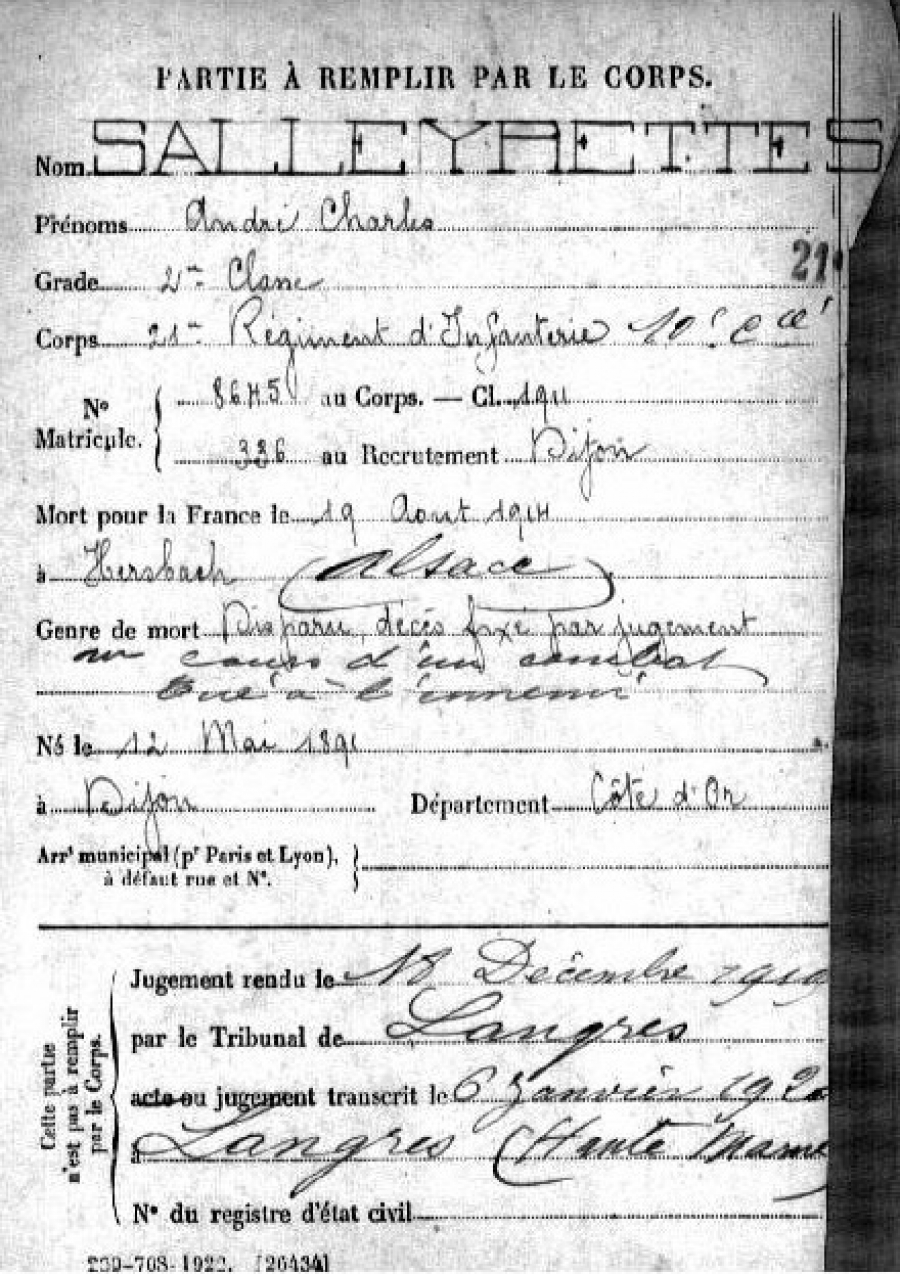 PARTIE À REMPLIR PAR LE CORPS.
Nom SALLEYRETTES
Prénoms André Charles
21
Grade 2me Classe
Corps 21me Régiment d'Infanterie 10e Cie
N° Matricule. { 8645 au Corps. — Cl. 1911
336 au Recrutement Dijon
Mort pour la France le 19 Aout 1914
à Hersbach (Alsace)
Genre de mort Disparu, décès fixé par jugement
au cours d'un combat
tué à l'ennemi
Né le 12 Mai 1891
à Dijon Département Côte d'Or
Arrt municipal (pr Paris et Lyon),
à défaut rue et N°.
Cette partie n'est pas à remplir par le Corps.
Jugement rendu le 18 Décembre 1919
par le Tribunal de Langres
acte ou jugement transcrit le 6 Janvier 1920
à Langres (Haute Marne
N° du registre d'état civil
239-708-1922. [26434]